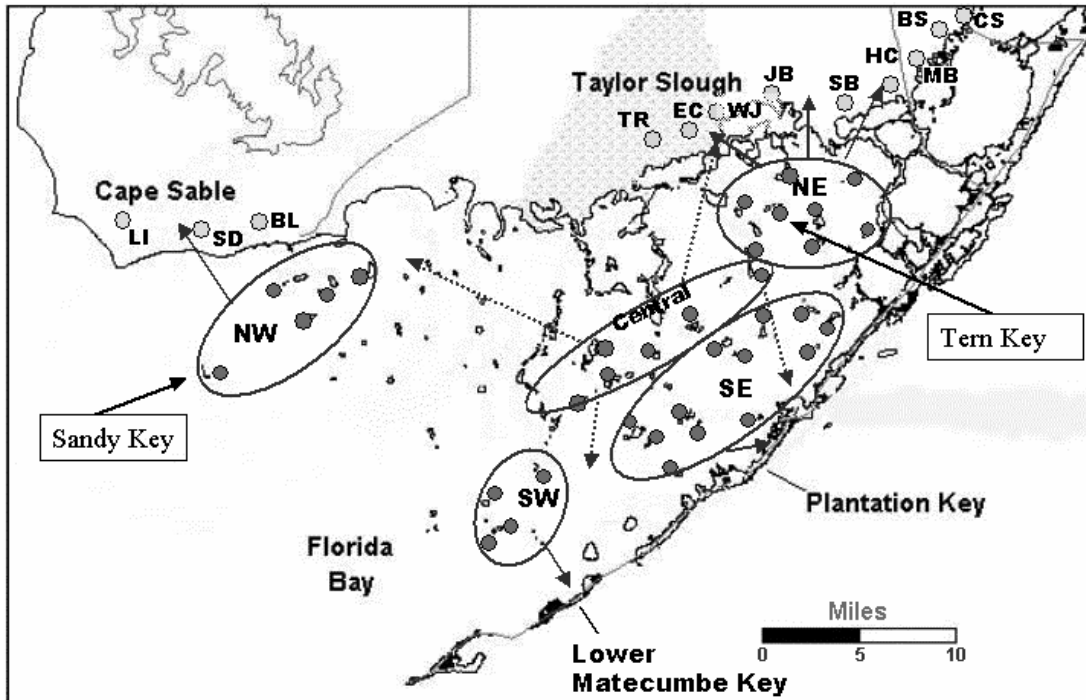 BS
CS
HC
MB
JB
SB
Taylor Slough
WJ
EC
TR
NE
Cape Sable
BL
LI
SD
Central
NW
Tern Key
SE
Sandy Key
SW
Plantation Key
Florida
Bay
Miles
0 5 10
Lower
Matecumbe Key